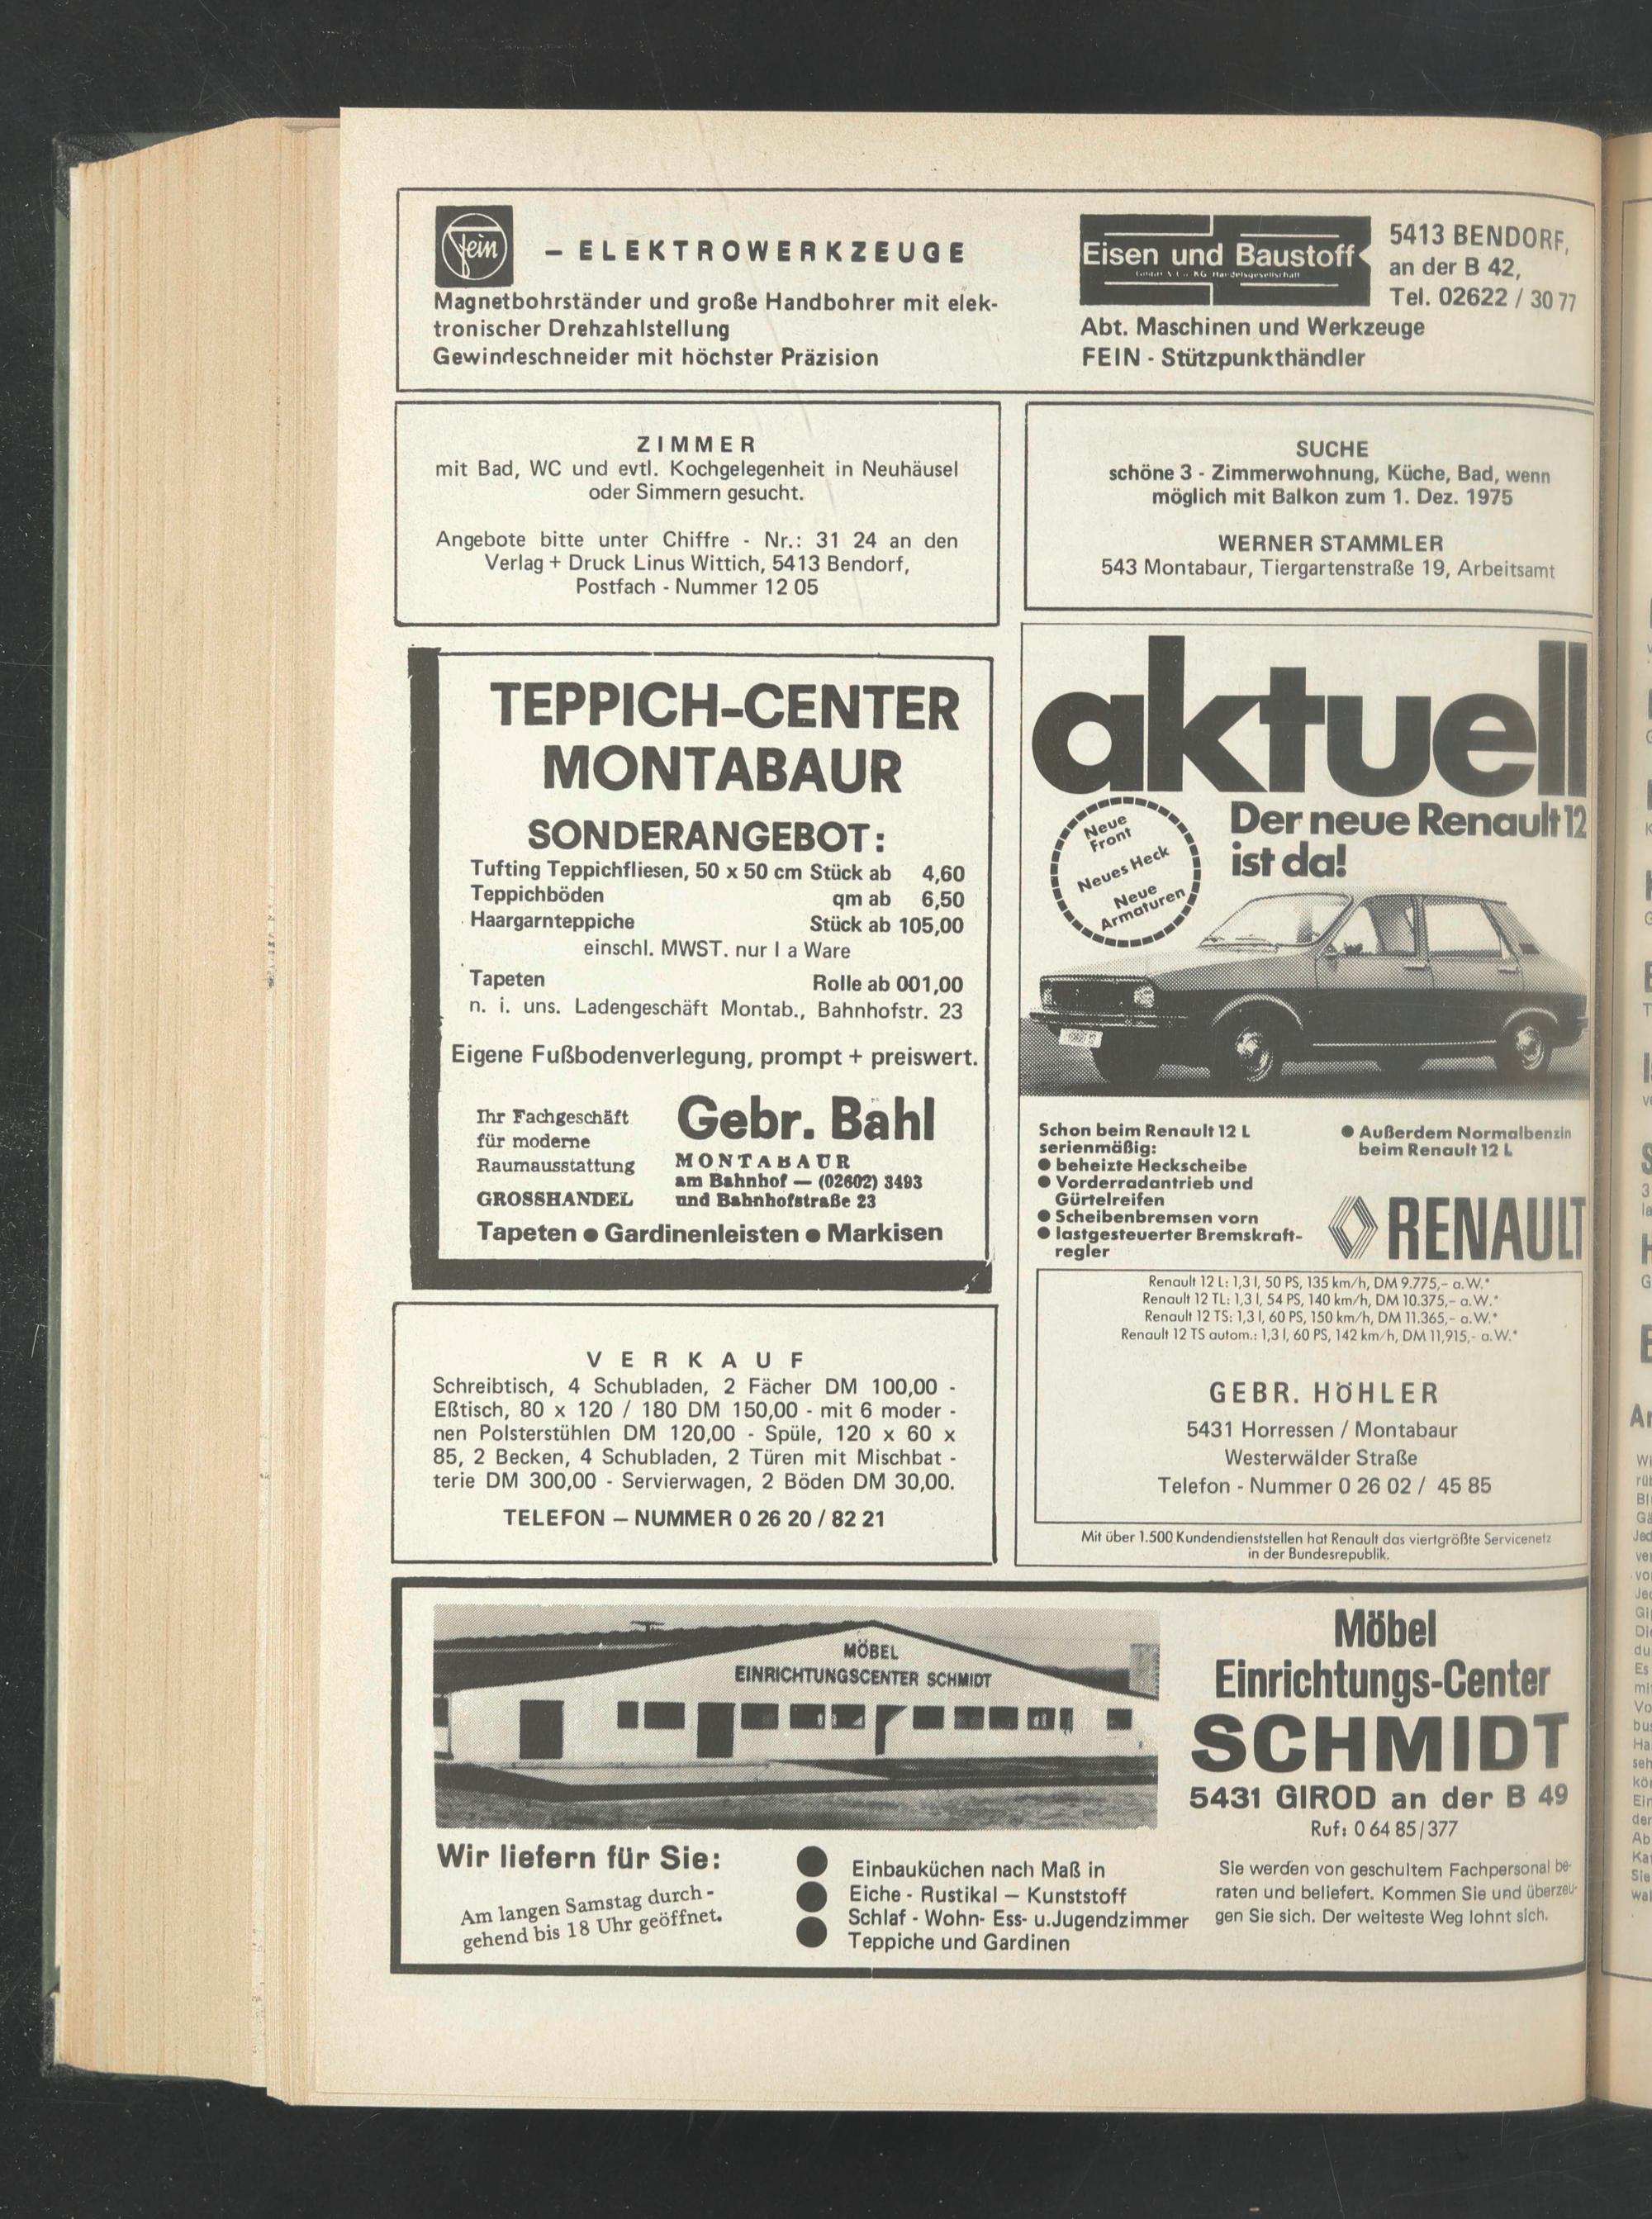 fein
– ELEKTROWERKZEUGE
Magnetbohrständer und große Handbohrer mit elek-
tronischer Drehzahlstellung
Gewindeschneider mit höchster Präzision
Eisen und Baustoff
GmbH & Co. KG Handelsgesellschaft
5413 BENDORF,
an der B 42,
Tel. 02622 / 30 77
Abt. Maschinen und Werkzeuge
FEIN - Stützpunkthändler
ZIMMER
mit Bad, WC und evtl. Kochgelegenheit in Neuhäusel
oder Simmern gesucht.
Angebote bitte unter Chiffre - Nr.: 31 24 an den
Verlag + Druck Linus Wittich, 5413 Bendorf,
Postfach - Nummer 12 05
SUCHE
schöne 3 - Zimmerwohnung, Küche, Bad, wenn
möglich mit Balkon zum 1. Dez. 1975
WERNER STAMMLER
543 Montabaur, Tiergartenstraße 19, Arbeitsamt
TEPPICH-CENTER
MONTABAUR
SONDERANGEBOT:
Tufting Teppichfliesen, 50 x 50 cm Stück ab 4,60
Teppichböden qm ab 6,50
Haargarnteppiche Stück ab 105,00
einschl. MWST. nur I a Ware
Tapeten Rolle ab 001,00
n. i. uns. Ladengeschäft Montab., Bahnhofstr. 23
Eigene Fußbodenverlegung, prompt + preiswert.
Ihr Fachgeschäft
für moderne
Raumausstattung
GROSSHANDEL
Gebr. Bahl
MONTABAUR
am Bahnhof — (02602) 3493
und Bahnhofstraße 23
Tapeten ● Gardinenleisten ● Markisen
aktuell
Der neue Renault 12
ist da!
Neue
Front
Neues Heck
Neue
Armaturen
Schon beim Renault 12 L
serienmäßig:
● beheizte Heckscheibe
● Vorderradantrieb und
Gürtelreifen
● Scheibenbremsen vorn
● lastgesteuerter Bremskraft-
regler
● Außerdem Normalbenzin
beim Renault 12 L
RENAULT
Renault 12 L: 1,3 l, 50 PS, 135 km/h, DM 9.775,- a.W.*
Renault 12 TL: 1,3 l, 54 PS, 140 km/h, DM 10.375,- a.W.*
Renault 12 TS: 1,3 l, 60 PS, 150 km/h, DM 11.365,- a.W.*
Renault 12 TS autom.: 1,3 l, 60 PS, 142 km/h, DM 11,915,- a.W.*
GEBR. HÖHLER
5431 Horressen / Montabaur
Westerwälder Straße
Telefon - Nummer 0 26 02 / 45 85
Mit über 1.500 Kundendienststellen hat Renault das viertgrößte Servicenetz
in der Bundesrepublik.
VERKAUF
Schreibtisch, 4 Schubladen, 2 Fächer DM 100,00 -
Eßtisch, 80 x 120 / 180 DM 150,00 - mit 6 moder -
nen Polsterstühlen DM 120,00 - Spüle, 120 x 60 x
85, 2 Becken, 4 Schubladen, 2 Türen mit Mischbat -
terie DM 300,00 - Servierwagen, 2 Böden DM 30,00.
TELEFON – NUMMER 0 26 20 / 82 21
MÖBEL
EINRICHTUNGSCENTER SCHMIDT
Möbel
Einrichtungs-Center
SCHMIDT
5431 GIROD an der B 49
Ruf: 0 64 85/377
Wir liefern für Sie:
Am langen Samstag durch -
gehend bis 18 Uhr geöffnet.
Einbauküchen nach Maß in
Eiche - Rustikal – Kunststoff
Schlaf - Wohn- Ess- u.Jugendzimmer
Teppiche und Gardinen
Sie werden von geschultem Fachpersonal be-
raten und beliefert. Kommen Sie und überzeu-
gen Sie sich. Der weiteste Weg lohnt sich.